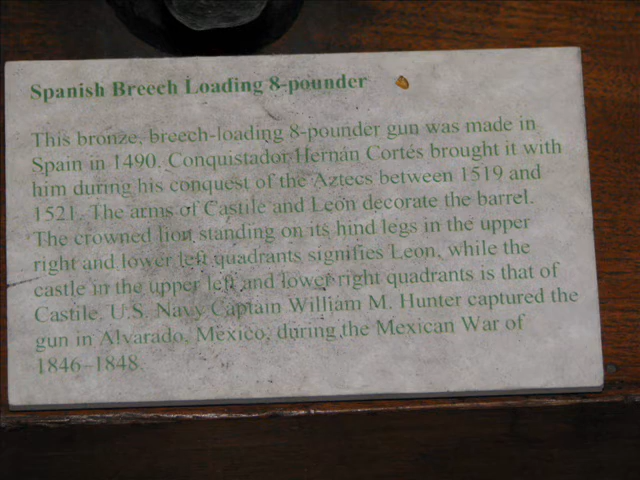 Spanish Breech Loading 8-pounder
This bronze, breech-loading 8-pounder gun was made in
Spain in 1490. Conquistador Hernán Cortés brought it with
him during his conquest of the Aztecs between 1519 and
1521. The arms of Castile and León decorate the barrel.
The crowned lion standing on its hind legs in the upper
right and lower left quadrants signifies Leon, while the
castle in the upper left and lower right quadrants is that of
Castile. U.S. Navy Captain William M. Hunter captured the
gun in Alvarado, Mexico, during the Mexican War of
1846–1848.